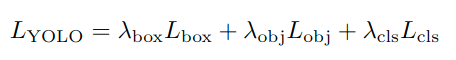 L_YOLO = λ_box L_box + λ_obj L_obj + λ_cls L_cls